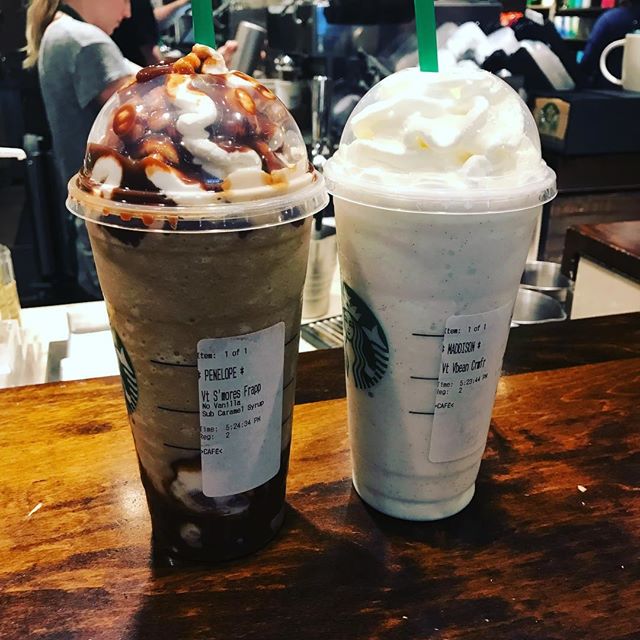 Item: 1 of 1
* PENELOPE *
Vt S'mores Frapp
No Vanilla
Sub Caramel Syrup
Time: 5:24:34 PM
Reg: 2
>CAFE<
Item: 1 of 1
* MADDISON *
Vt Vbean CrmFr
Time: 5:23:44 PM
Reg: 2
>CAFE<